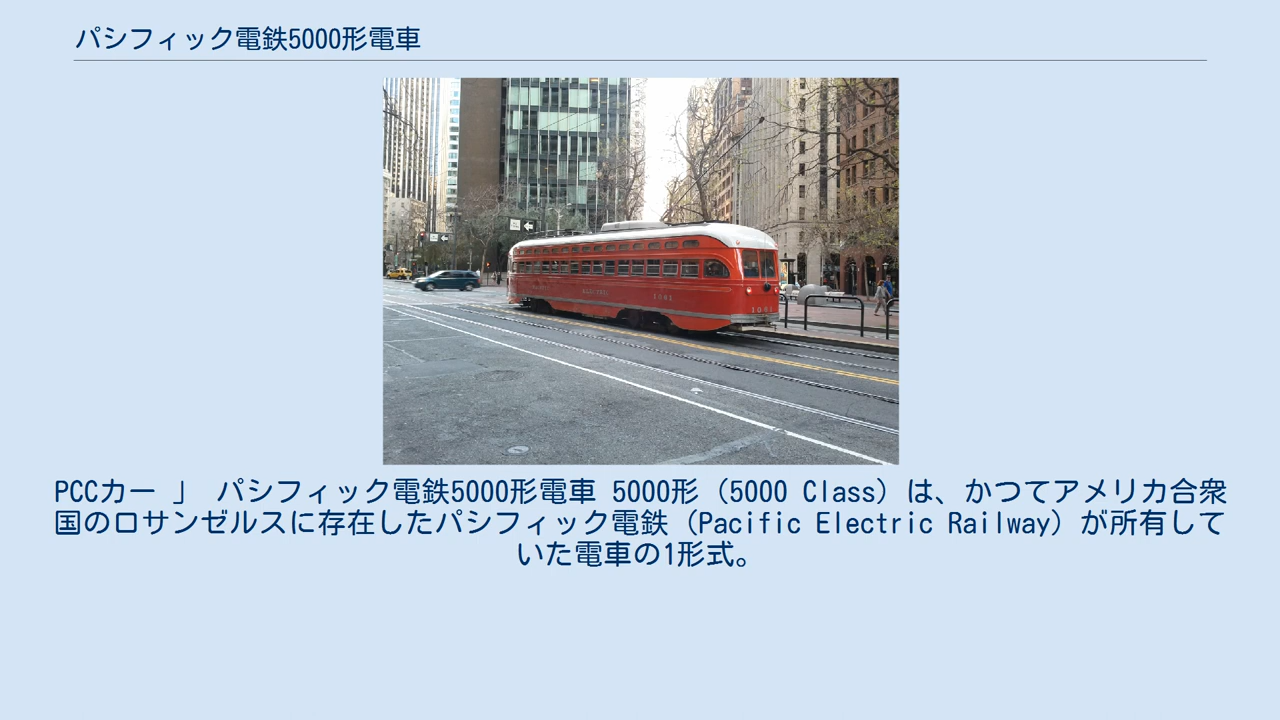 パシフィック電鉄5000形電車
1061
1061
PCCカー 」 パシフィック電鉄5000形電車 5000形（5000 Class）は、かつてアメリカ合衆
国のロサンゼルスに存在したパシフィック電鉄（Pacific Electric Railway）が所有して
いた電車の1形式。